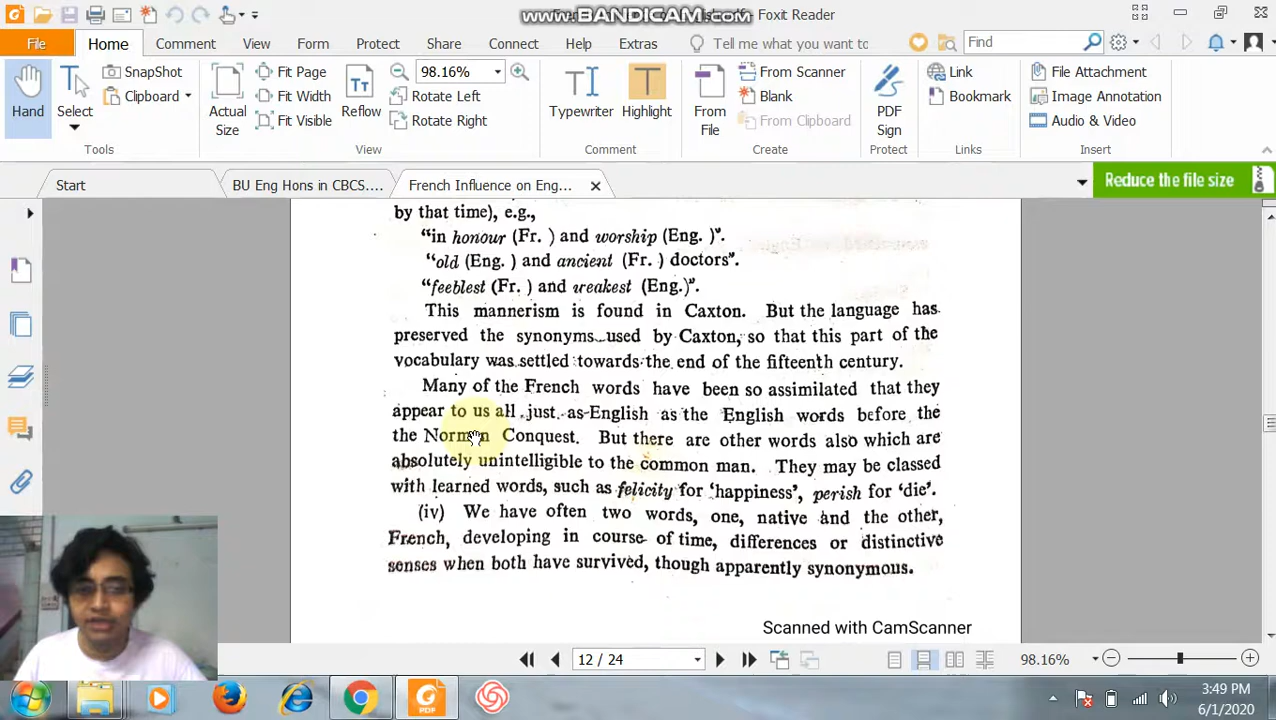 www.BANDICAM.com
Foxit Reader
File
Home
Comment
View
Form
Protect
Share
Connect
Help
Extras
Tell me what you want to
Find
Hand
Select
SnapShot
Clipboard
Tools
Actual
Size
Fit Page
Fit Width
Fit Visible
Reflow
98.16%
Rotate Left
Rotate Right
View
Typewriter
Highlight
Comment
From
File
From Scanner
Blank
From Clipboard
Create
PDF
Sign
Protect
Link
Bookmark
Links
File Attachment
Image Annotation
Audio & Video
Insert
Start
BU Eng Hons in CBCS....
French Influence on Eng...
Reduce the file size
by that time), e.g.,
“in honour (Fr. ) and worship (Eng. )”.
“old (Eng. ) and ancient (Fr. ) doctors”.
“feeblest (Fr. ) and weakest (Eng.)”.
This mannerism is found in Caxton. But the language has
preserved the synonyms used by Caxton, so that this part of the
vocabulary was settled towards the end of the fifteenth century.
Many of the French words have been so assimilated that they
appear to us all just as English as the English words before the
the Norman Conquest. But there are other words also which are
absolutely unintelligible to the common man. They may be classed
with learned words, such as felicity for ‘happiness’, perish for ‘die’.
(iv) We have often two words, one, native and the other,
French, developing in course of time, differences or distinctive
senses when both have survived, though apparently synonymous.
Scanned with CamScanner
12 / 24
98.16%
PDF
3:49 PM
6/1/2020